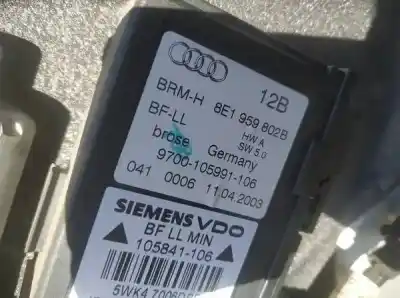 12B
BRM-H 8E1 959 802B
BF-LL HW A
SW 5.0
brose Germany
9700-105991-106
041 0006 11.04.2003
SIEMENS VDO
BF LL MIN
105841-106